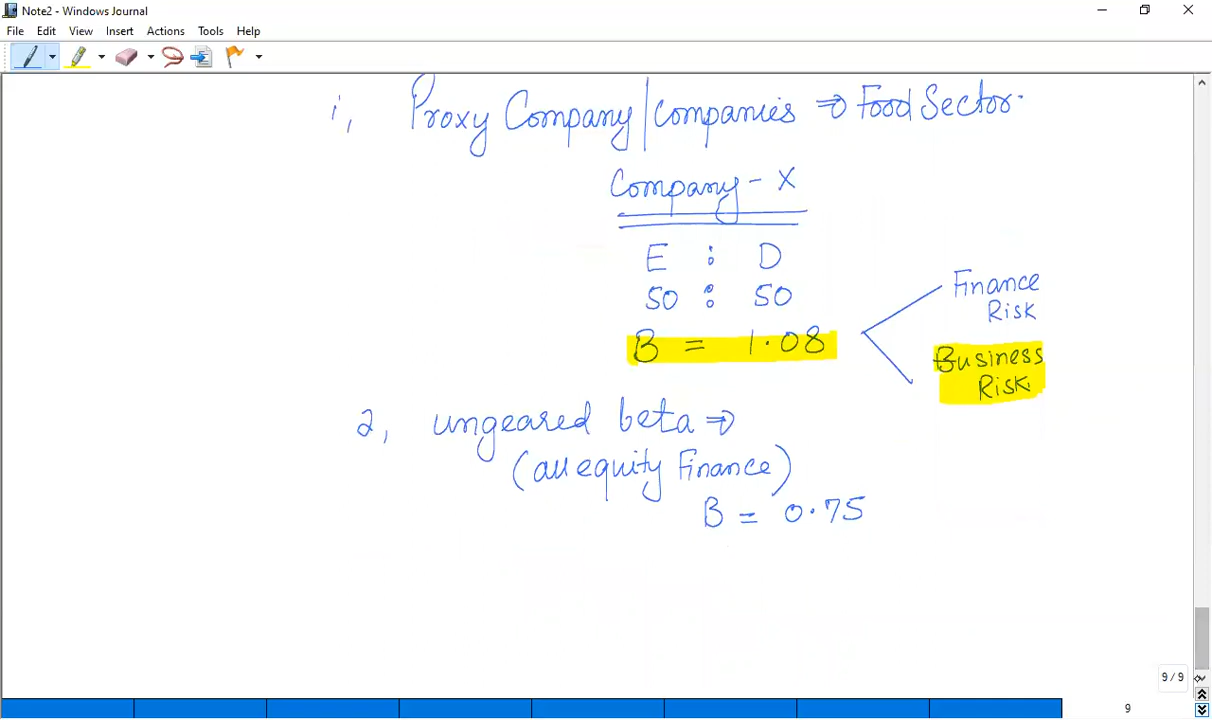 Note2 - Windows Journal
File Edit View Insert Actions Tools Help
i, Proxy Company/Companies ⇒ Food Sector
Company - X
E : D
50 : 50
B = 1.08
Finance
Risk
Business
Risk
2, ungeared beta ⇒
(all equity Finance)
B = 0.75
9 / 9
9